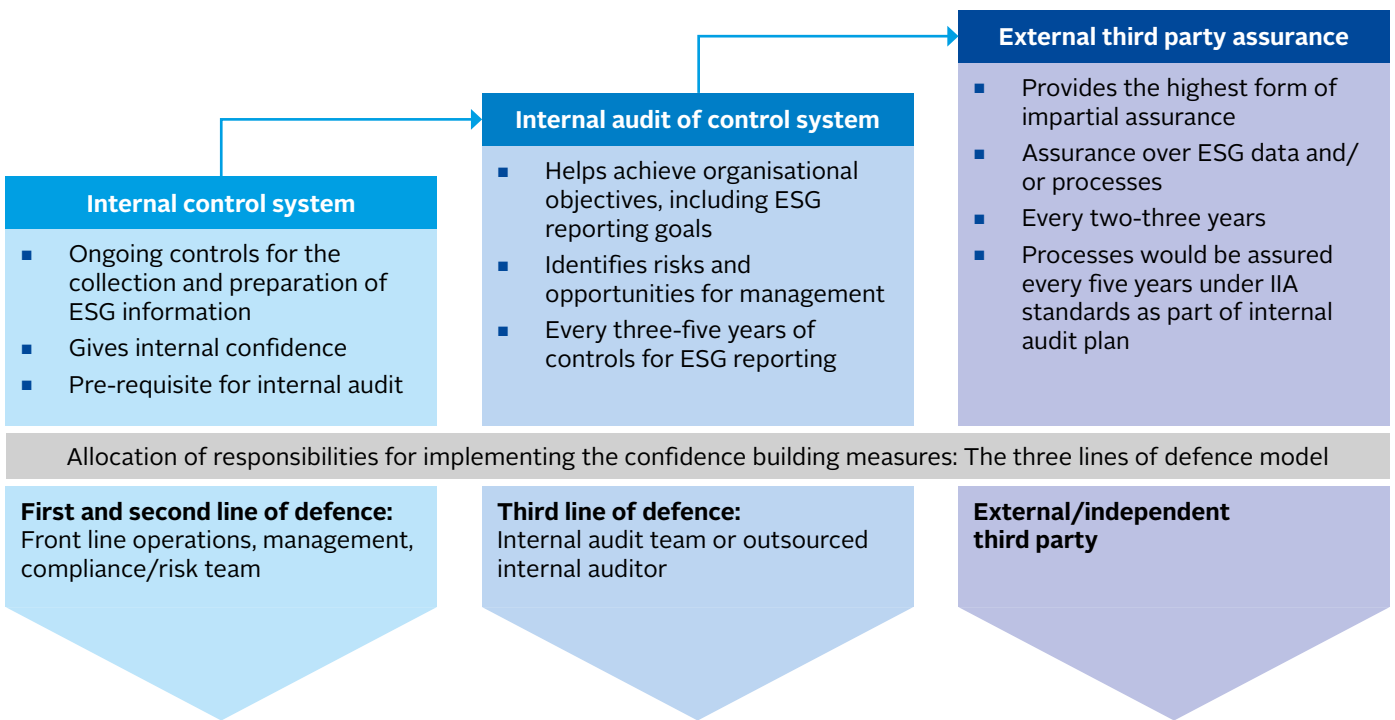 Internal control system
■ Ongoing controls for the
collection and preparation of
ESG information
■ Gives internal confidence
■ Pre-requisite for internal audit
Internal audit of control system
■ Helps achieve organisational
objectives, including ESG
reporting goals
■ Identifies risks and
opportunities for management
■ Every three-five years of
controls for ESG reporting
External third party assurance
■ Provides the highest form of
impartial assurance
■ Assurance over ESG data and/
or processes
■ Every two-three years
■ Processes would be assured
every five years under IIA
standards as part of internal
audit plan
Allocation of responsibilities for implementing the confidence building measures: The three lines of defence model
First and second line of defence:
Front line operations, management,
compliance/risk team
Third line of defence:
Internal audit team or outsourced
internal auditor
External/independent
third party